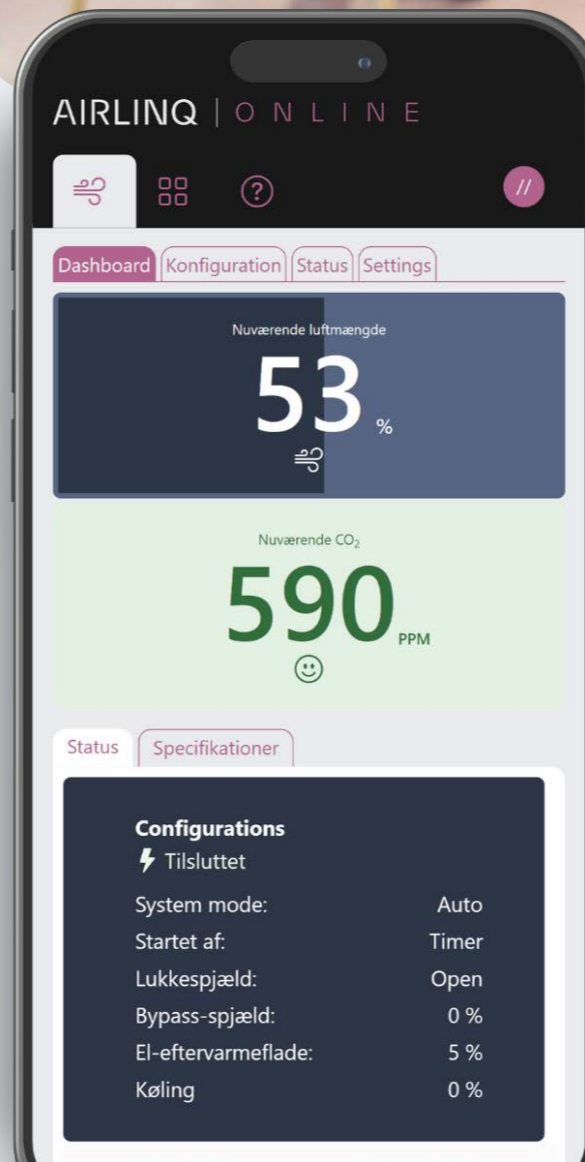 AIRLINQ | ONLINE
?
//
Dashboard Konfiguration Status Settings
Nuværende luftmængde
53 %
Nuværende CO₂
590 PPM
Status Specifikationer
Configurations
Tilsluttet
System mode: Auto
Startet af: Timer
Lukkespjæld: Open
Bypass-spjæld: 0 %
El-eftervarmeflade: 5 %
Køling 0 %